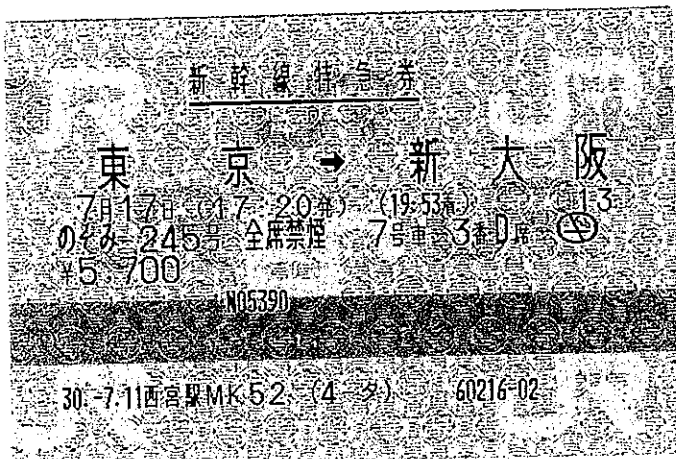 新幹線特急券
東京 → 新大阪
7月17日 (17:20発) (19:53着) C13
のぞみ 245号 全席禁煙 7号車 3番D席
¥5,700
N05390
30.-7.11西宮駅MK52 (4-タ) 60216-02
JR JR